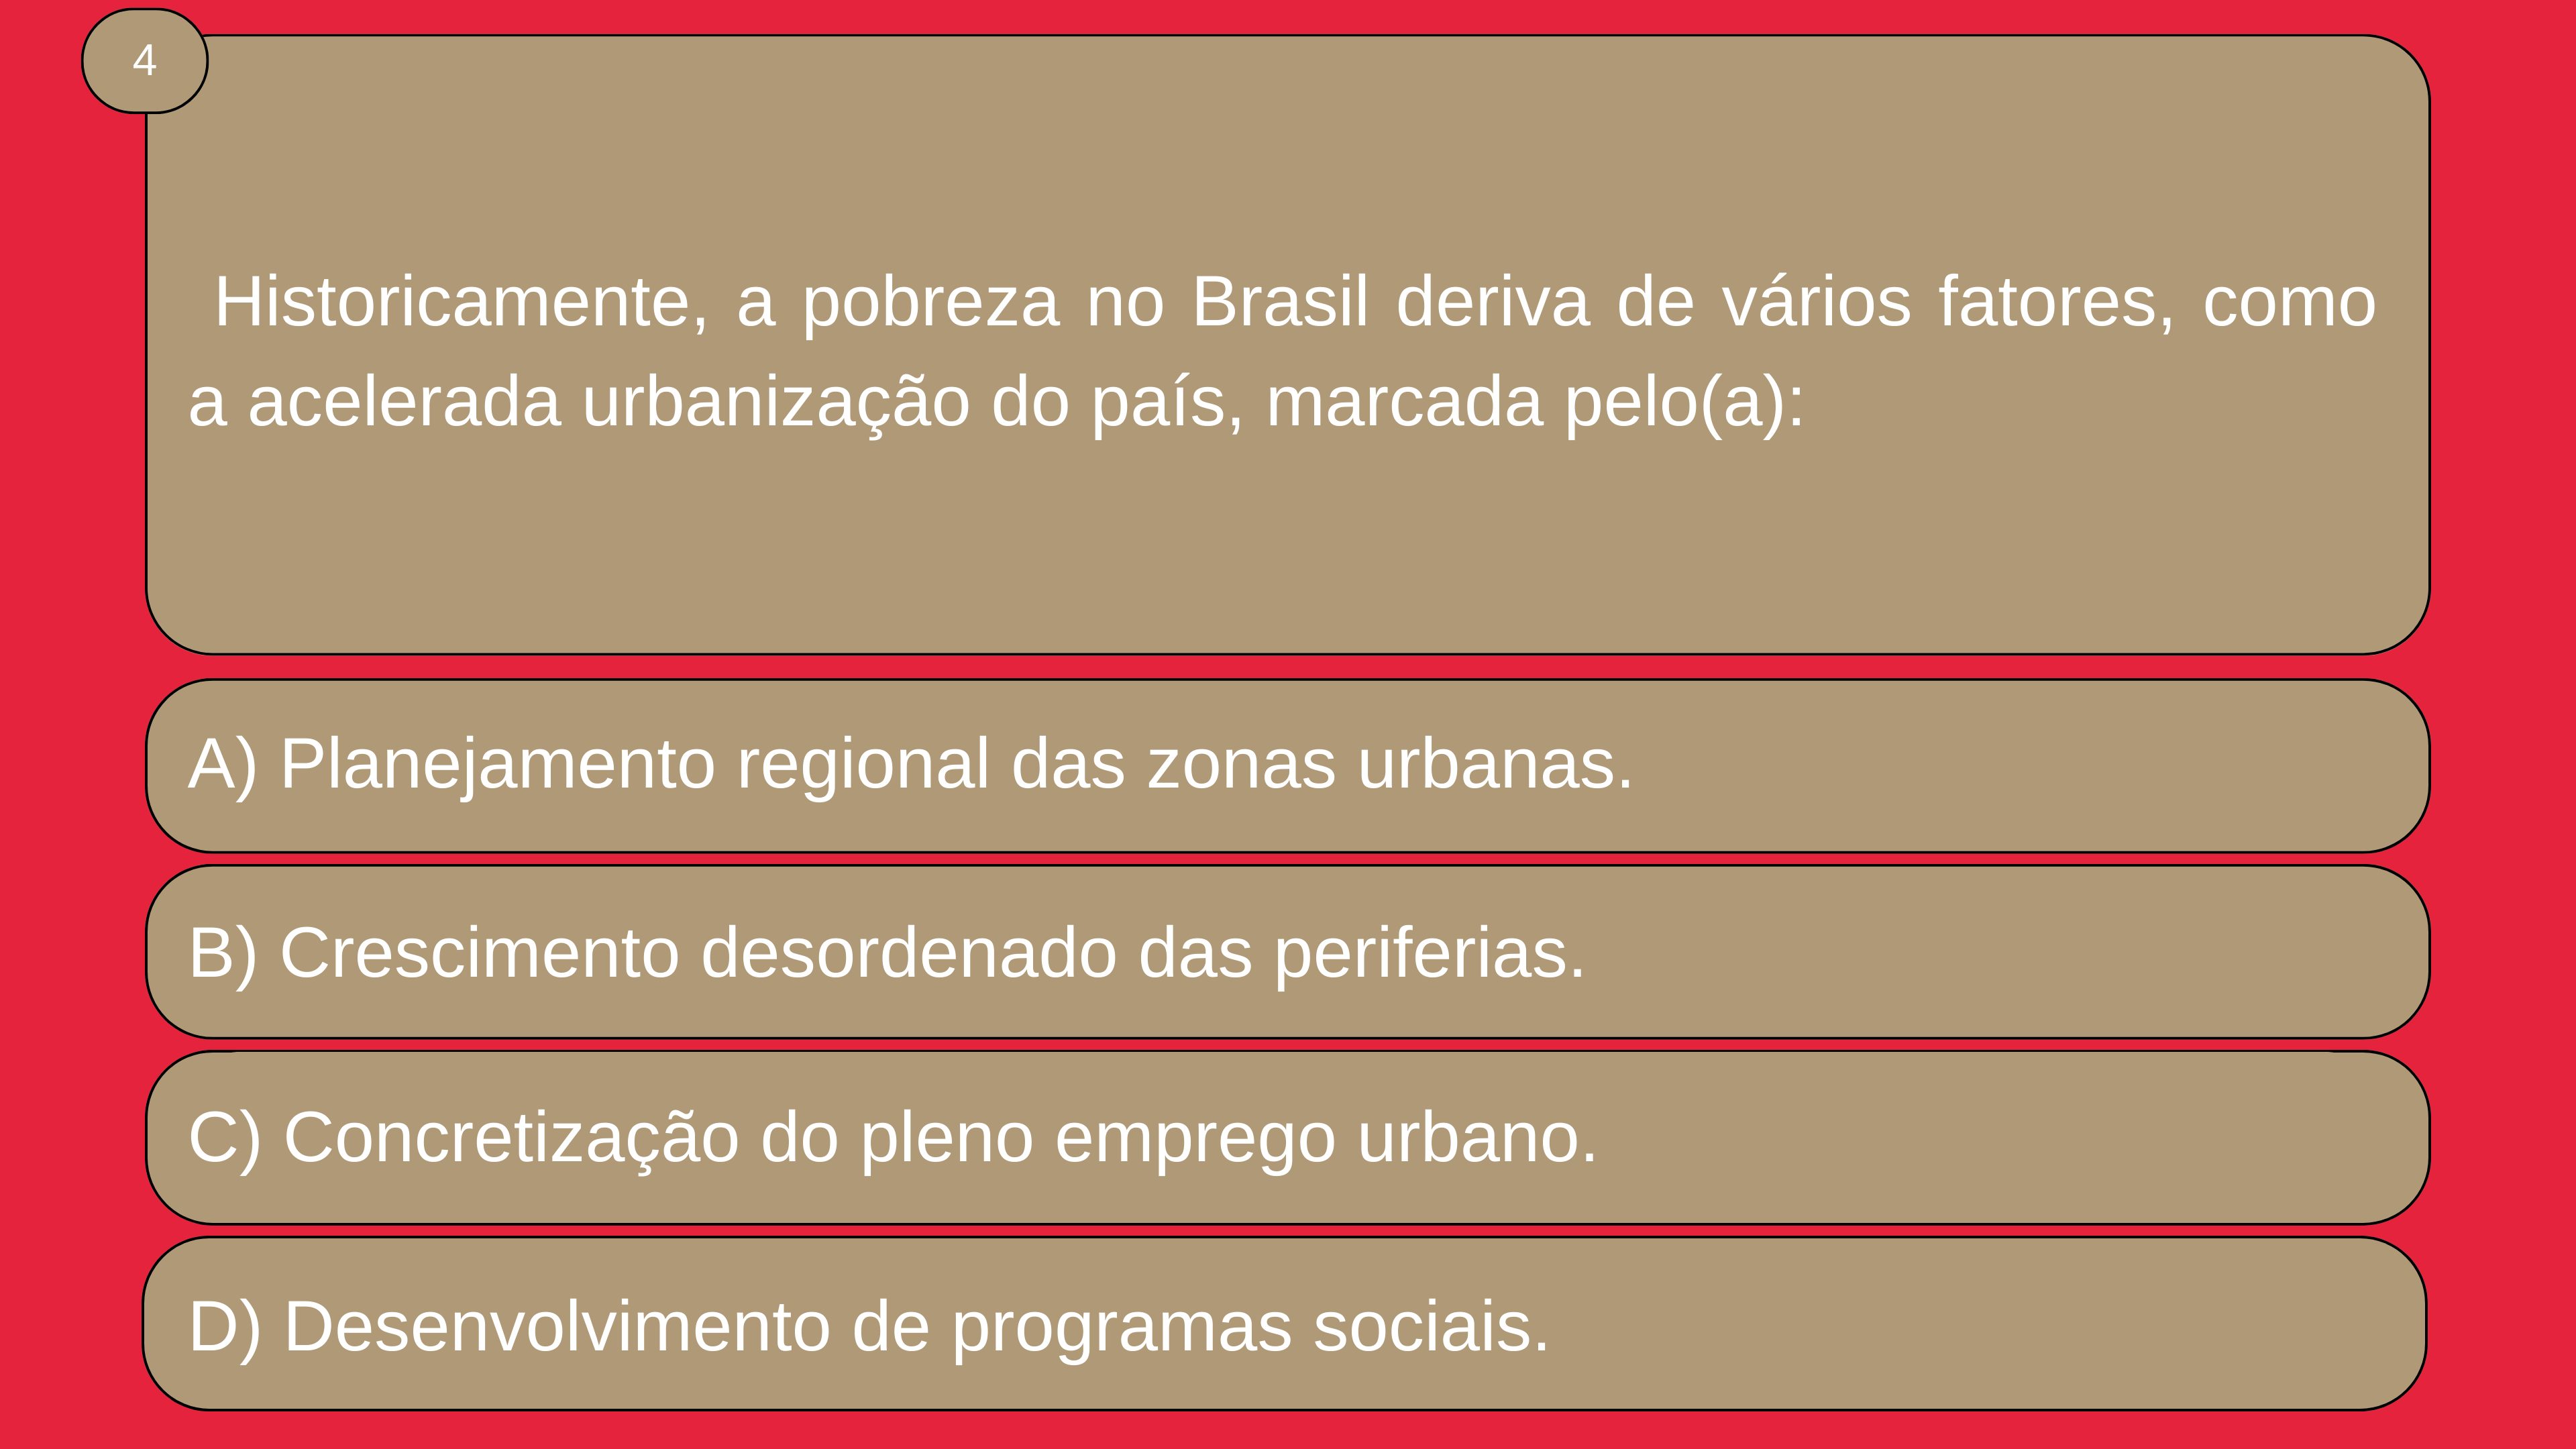 4
Historicamente, a pobreza no Brasil deriva de vários fatores, como
a acelerada urbanização do país, marcada pelo(a):
A) Planejamento regional das zonas urbanas.
B) Crescimento desordenado das periferias.
C) Concretização do pleno emprego urbano.
D) Desenvolvimento de programas sociais.